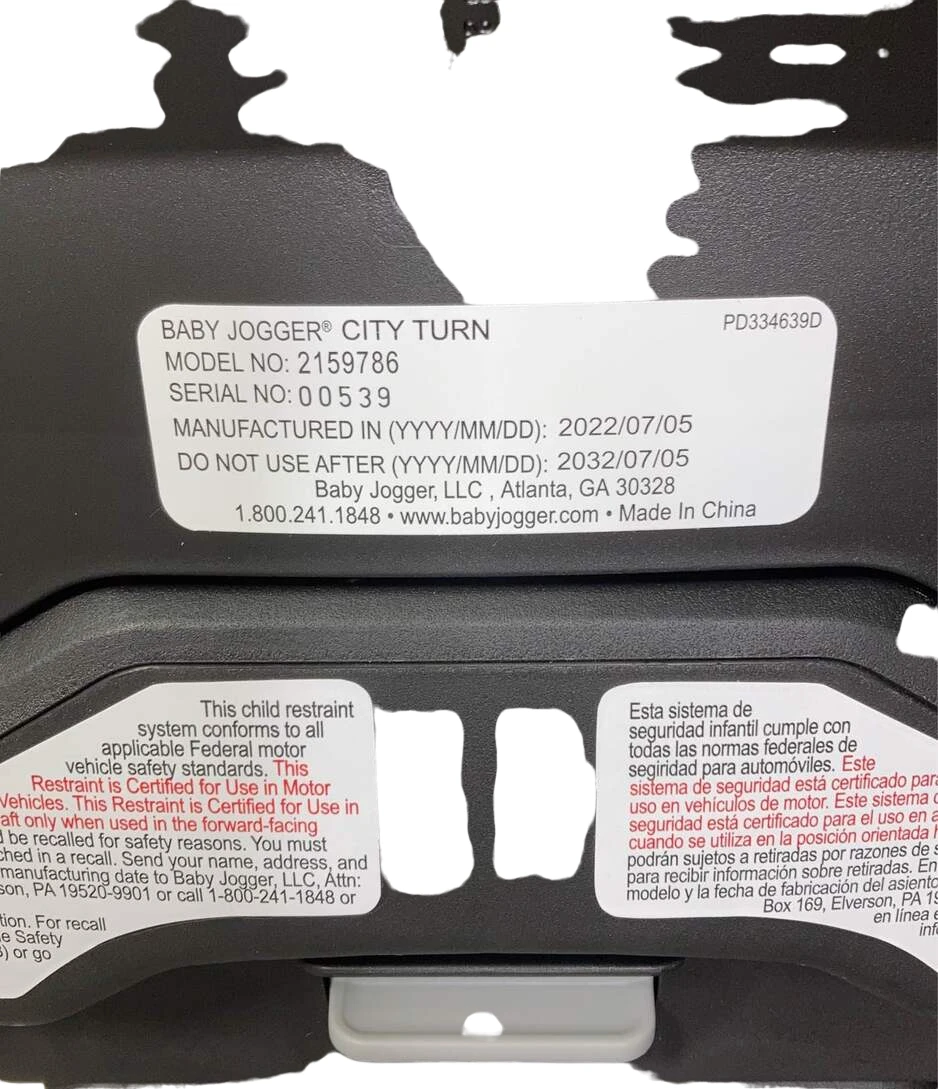 BABY JOGGER® CITY TURN
PD334639D
MODEL NO: 2159786
SERIAL NO: 00539
MANUFACTURED IN (YYYY/MM/DD): 2022/07/05
DO NOT USE AFTER (YYYY/MM/DD): 2032/07/05
Baby Jogger, LLC , Atlanta, GA 30328
1.800.241.1848 • www.babyjogger.com • Made In China
This child restraint
system conforms to all
applicable Federal motor
vehicle safety standards. This
Restraint is Certified for Use in Motor
Vehicles. This Restraint is Certified for Use in
aft only when used in the forward-facing
be recalled for safety reasons. You must
ched in a recall. Send your name, address, and
manufacturing date to Baby Jogger, LLC, Attn:
son, PA 19520-9901 or call 1-800-241-1848 or
tion. For recall
e Safety
) or go
Esta sistema de
seguridad infantil cumple con
todas las normas federales de
segiridad para automóviles. Este
sistema de seguridad está certificado para
uso en vehículos de motor. Este sistema
seguridad está certificado para el uso en a
cuando se utiliza en la posición orientada h
podrán sujetos a retiradas por razones de s
para recibir información sobre retiradas. En
modelo y la fecha de fabricación del asiento
Box 169, Elverson, PA 19
en línea e
info